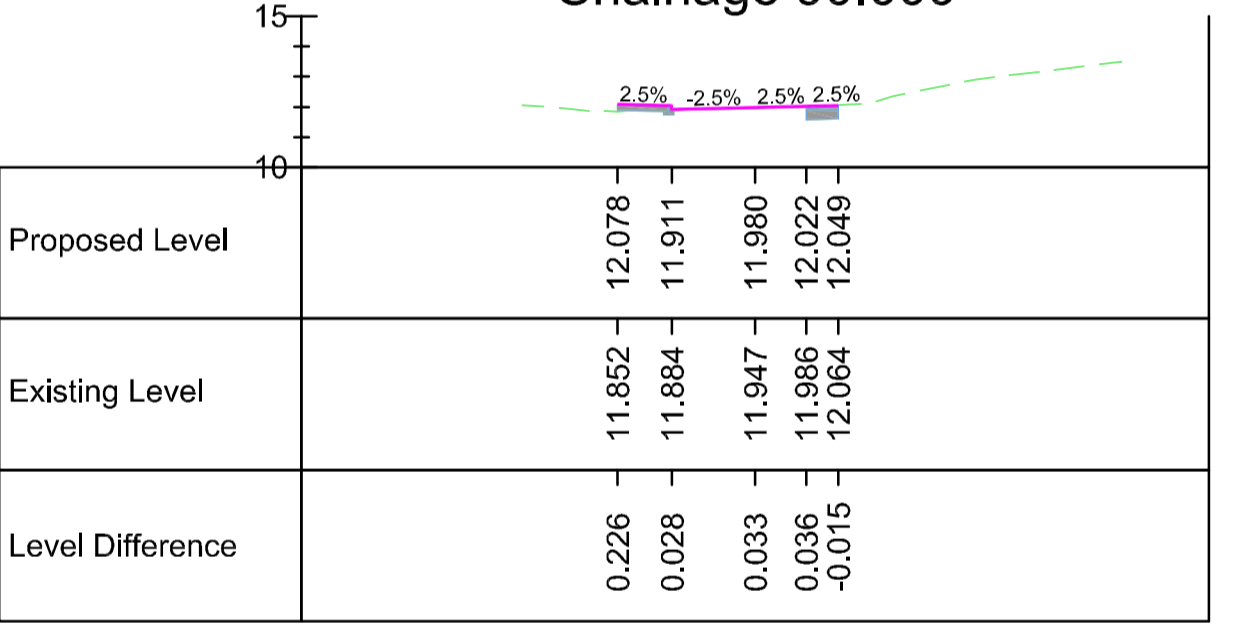 15
2.5% -2.5% 2.5% 2.5%
10
Proposed Level 12.078 11.911 11.980 12.022 12.049
Existing Level 11.852 11.884 11.947 11.986 12.064
Level Difference 0.226 0.028 0.033 0.036 -0.015